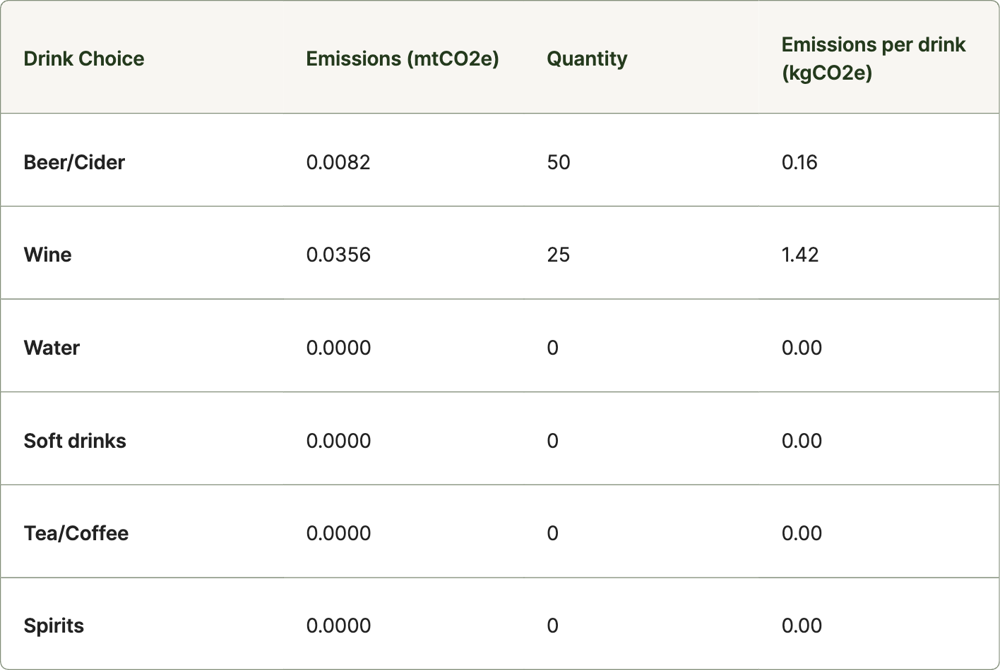 Drink Choice Emissions (mtCO2e) Quantity Emissions per drink
(kgCO2e)
Beer/Cider 0.0082 50 0.16
Wine 0.0356 25 1.42
Water 0.0000 0 0.00
Soft drinks 0.0000 0 0.00
Tea/Coffee 0.0000 0 0.00
Spirits 0.0000 0 0.00